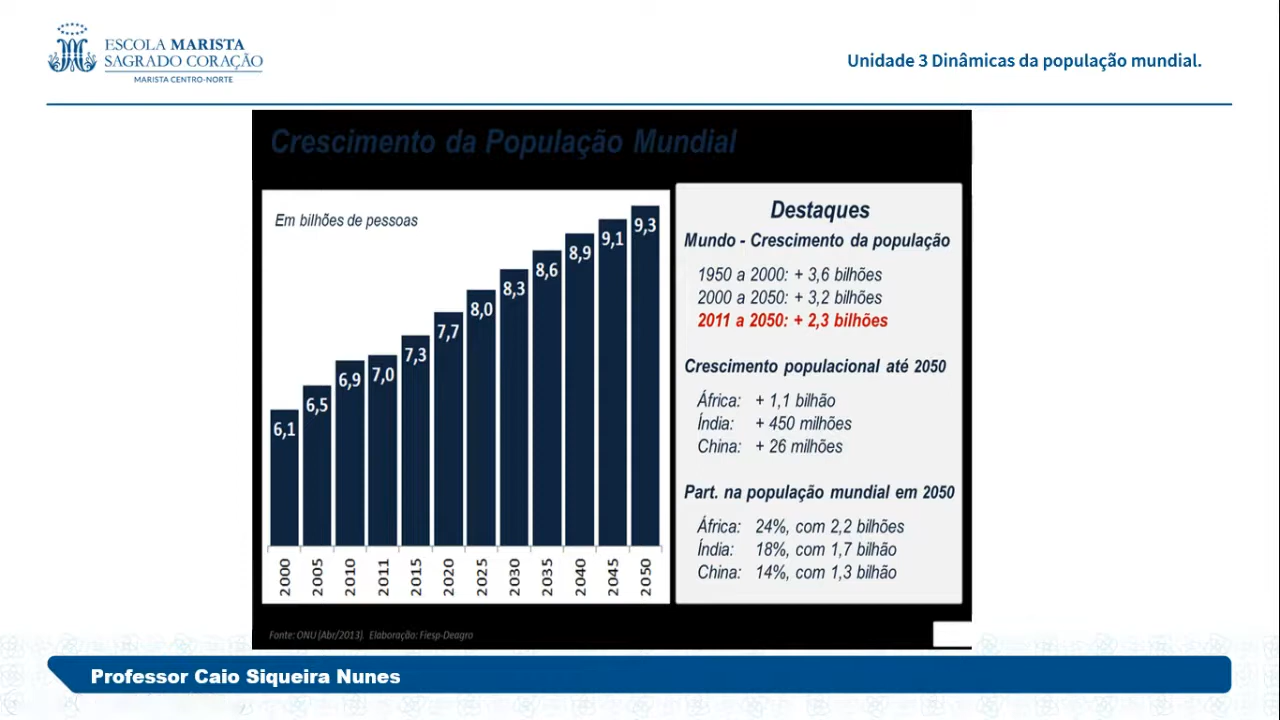 ESCOLA MARISTA
SAGRADO CORAÇÃO
MARISTA CENTRO-NORTE
Unidade 3 Dinâmicas da população mundial.
Crescimento da População Mundial
Em bilhões de pessoas
6,1
6,5
6,9
7,0
7,3
7,7
8,0
8,3
8,6
8,9
9,1
9,3
2000
2005
2010
2011
2015
2020
2025
2030
2035
2040
2045
2050
Destaques
Mundo - Crescimento da população
1950 a 2000: + 3,6 bilhões
2000 a 2050: + 3,2 bilhões
2011 a 2050: + 2,3 bilhões
Crescimento populacional até 2050
África: + 1,1 bilhão
Índia: + 450 milhões
China: + 26 milhões
Part. na população mundial em 2050
África: 24%, com 2,2 bilhões
Índia: 18%, com 1,7 bilhão
China: 14%, com 1,3 bilhão
Fonte: ONU (Abr/2013). Elaboração: Fiesp-Deagro
Professor Caio Siqueira Nunes